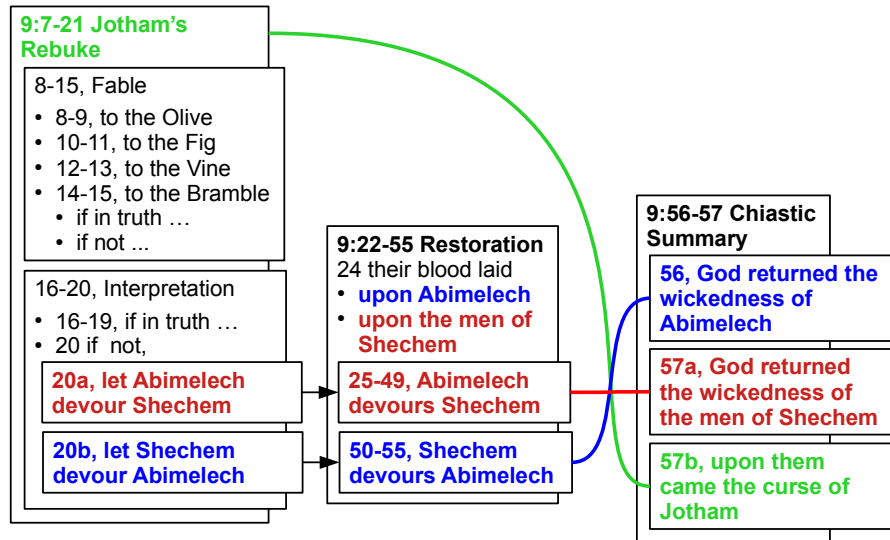 9:7-21 Jotham's
Rebuke
8-15, Fable
• 8-9, to the Olive
• 10-11, to the Fig
• 12-13, to the Vine
• 14-15, to the Bramble
• if in truth …
• if not ...
16-20, Interpretation
• 16-19, if in truth …
• 20 if not,
20a, let Abimelech
devour Shechem
20b, let Shechem
devour Abimelech
9:22-55 Restoration
24 their blood laid
• upon Abimelech
• upon the men of
Shechem
25-49, Abimelech
devours Shechem
50-55, Shechem
devours Abimelech
9:56-57 Chiastic
Summary
56, God returned the
wickedness of
Abimelech
57a, God returned
the wickedness of
the men of Shechem
57b, upon them
came the curse of
Jotham